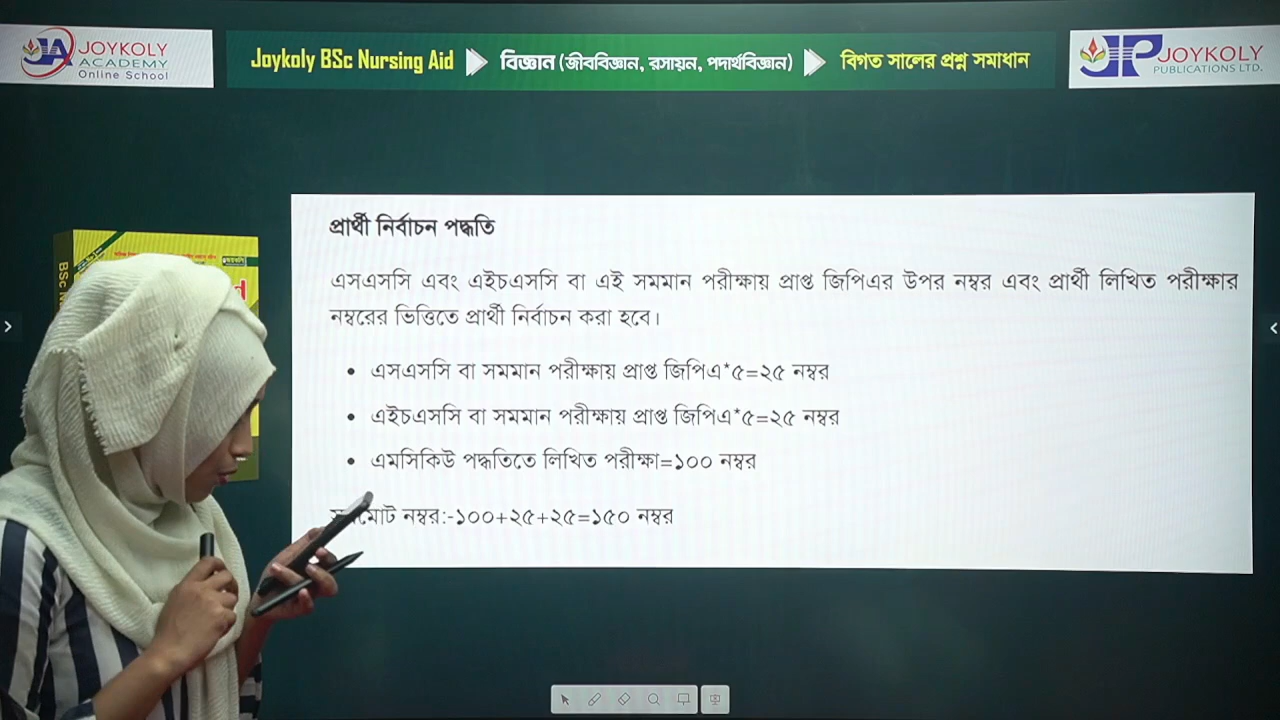 JOYKOLY
ACADEMY
Online School
Joykoly BSc Nursing Aid
বিজ্ঞান (জীববিজ্ঞান, রসায়ন, পদার্থবিজ্ঞান)
বিগত সালের প্রশ্ন সমাধান
JP JOYKOLY
PUBLICATIONS LTD.
প্রার্থী নির্বাচন পদ্ধতি
এসএসসি এবং এইচএসসি বা এই সমমান পরীক্ষায় প্রাপ্ত জিপিএর উপর নম্বর এবং প্রার্থী লিখিত পরীক্ষার
নম্বরের ভিত্তিতে প্রার্থী নির্বাচন করা হবে।
• এসএসসি বা সমমান পরীক্ষায় প্রাপ্ত জিপিএ*৫=২৫ নম্বর
• এইচএসসি বা সমমান পরীক্ষায় প্রাপ্ত জিপিএ*৫=২৫ নম্বর
• এমসিকিউ পদ্ধতিতে লিখিত পরীক্ষা=১০০ নম্বর
নম্বর:-১০০+২৫+২৫=১৫০ নম্বর
BSc